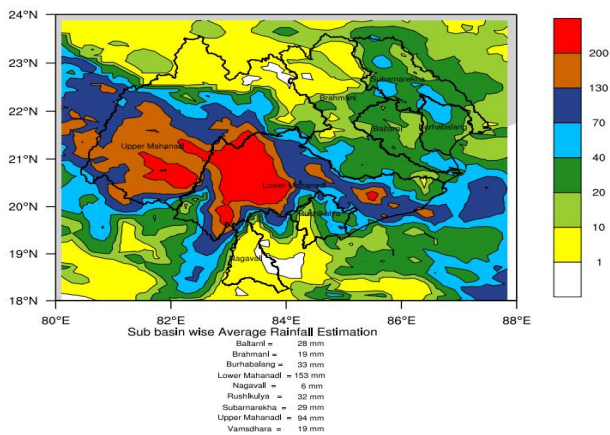 24°N
200
23°N
Subarnarekha
130
Brahmani
22°N
70
Baitarni
Burhabalang
Upper Mahanadi
40
21°N
Lower Mahanadi
20
20°N
Rushikulya
10
19°N
Nagavali
1
18°N
80°E 82°E 84°E 86°E 88°E
Sub basin wise Average Rainfall Estimation
Baitarni = 28 mm
Brahmani = 19 mm
Burhabalang = 33 mm
Lower Mahanadi = 153 mm
Nagavali = 6 mm
Rushikulya = 32 mm
Subarnarekha = 29 mm
Upper Mahanadi = 94 mm
Vamsdhara = 19 mm